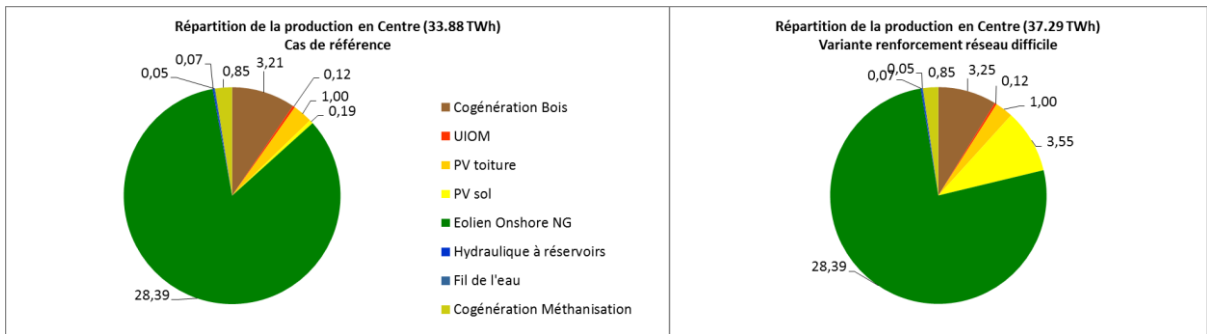 Répartition de la production en Centre (33.88 TWh)
Cas de référence
0,07
0,85
3,21
0,12
0,05
1,00
0,19
28,39
Cogénération Bois
UIOM
PV toiture
PV sol
Eolien Onshore NG
Hydraulique à réservoirs
Fil de l'eau
Cogénération Méthanisation
Répartition de la production en Centre (37.29 TWh)
Variante renforcement réseau difficile
0,05
0,85
3,25
0,12
0,07
1,00
3,55
28,39